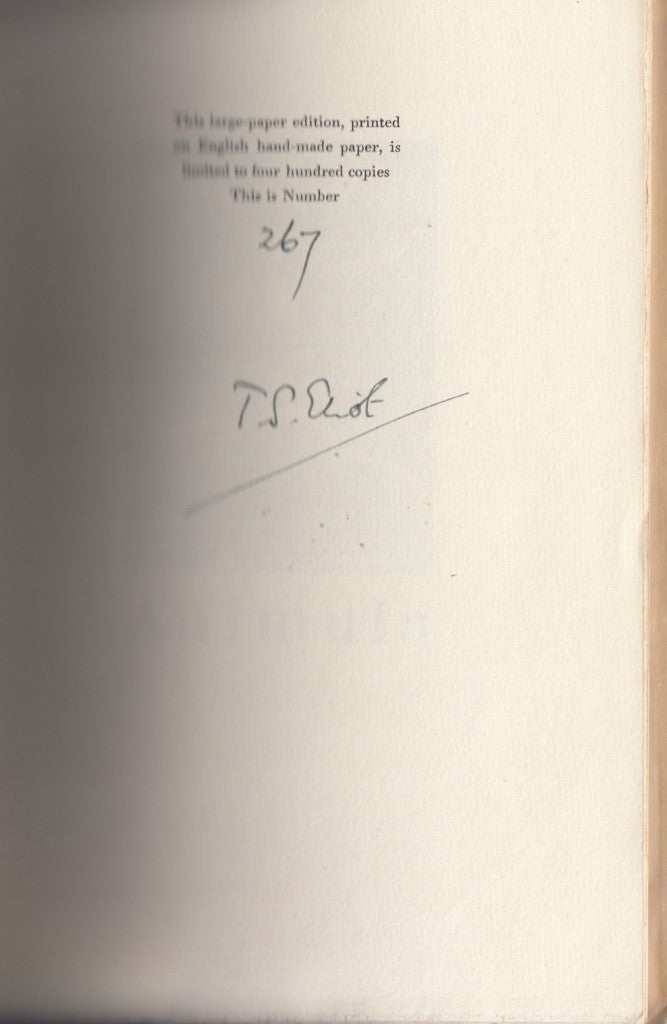 This large-paper edition, printed
on English hand-made paper, is
limited to four hundred copies
This is Number
267
T. S. Eliot